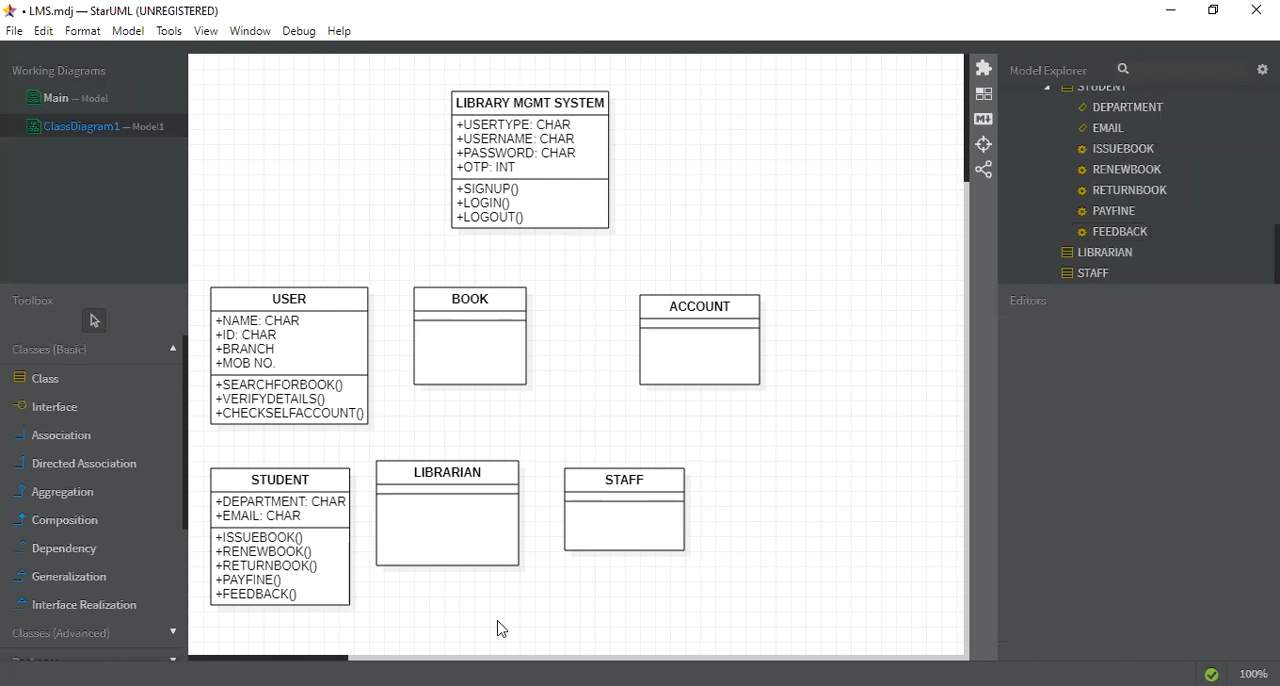 • LMS.mdj — StarUML (UNREGISTERED)
File Edit Format Model Tools View Window Debug Help
Working Diagrams
Main — Model
ClassDiagram1 — Model1
Toolbox
Classes (Basic)
Class
Interface
Association
Directed Association
Aggregation
Composition
Dependency
Generalization
Interface Realization
Classes (Advanced)
LIBRARY MGMT SYSTEM
+USERTYPE: CHAR
+USERNAME: CHAR
+PASSWORD: CHAR
+OTP: INT
+SIGNUP()
+LOGIN()
+LOGOUT()
USER
+NAME: CHAR
+ID: CHAR
+BRANCH
+MOB NO.
+SEARCHFORBOOK()
+VERIFYDETAILS()
+CHECKSELFACCOUNT()
BOOK
ACCOUNT
STUDENT
+DEPARTMENT: CHAR
+EMAIL: CHAR
+ISSUEBOOK()
+RENEWBOOK()
+RETURNBOOK()
+PAYFINE()
+FEEDBACK()
LIBRARIAN
STAFF
Model Explorer
STUDENT
DEPARTMENT
EMAIL
ISSUEBOOK
RENEWBOOK
RETURNBOOK
PAYFINE
FEEDBACK
LIBRARIAN
STAFF
Editors
100%